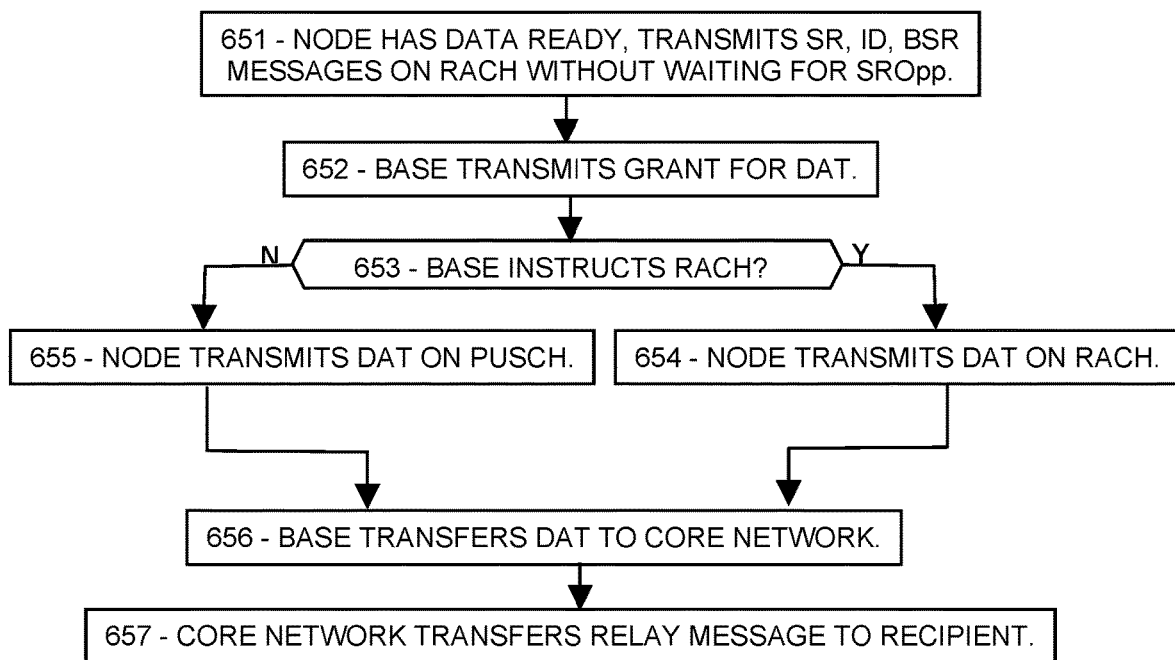 651 - NODE HAS DATA READY, TRANSMITS SR, ID, BSR
MESSAGES ON RACH WITHOUT WAITING FOR SROpp.
652 - BASE TRANSMITS GRANT FOR DAT.
N
653 - BASE INSTRUCTS RACH?
Y
655 - NODE TRANSMITS DAT ON PUSCH.
654 - NODE TRANSMITS DAT ON RACH.
656 - BASE TRANSFERS DAT TO CORE NETWORK.
657 - CORE NETWORK TRANSFERS RELAY MESSAGE TO RECIPIENT.